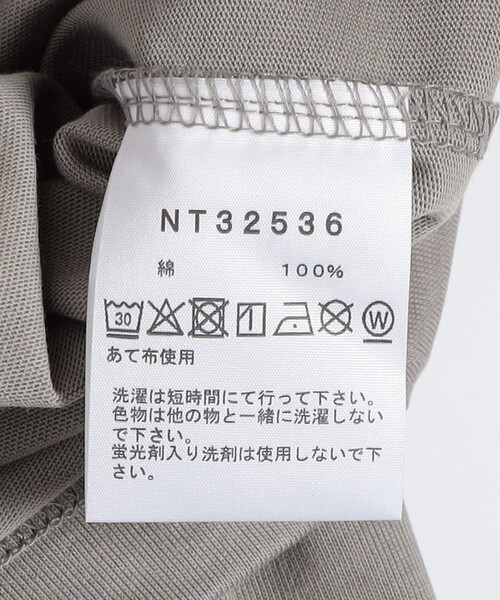 NT32536
綿 100%
30 W
あて布使用
洗濯は短時間にて行って下さい。
色物は他の物と一緒に洗濯しない
で下さい。
蛍光剤入り洗剤は使用しないで下
さい。